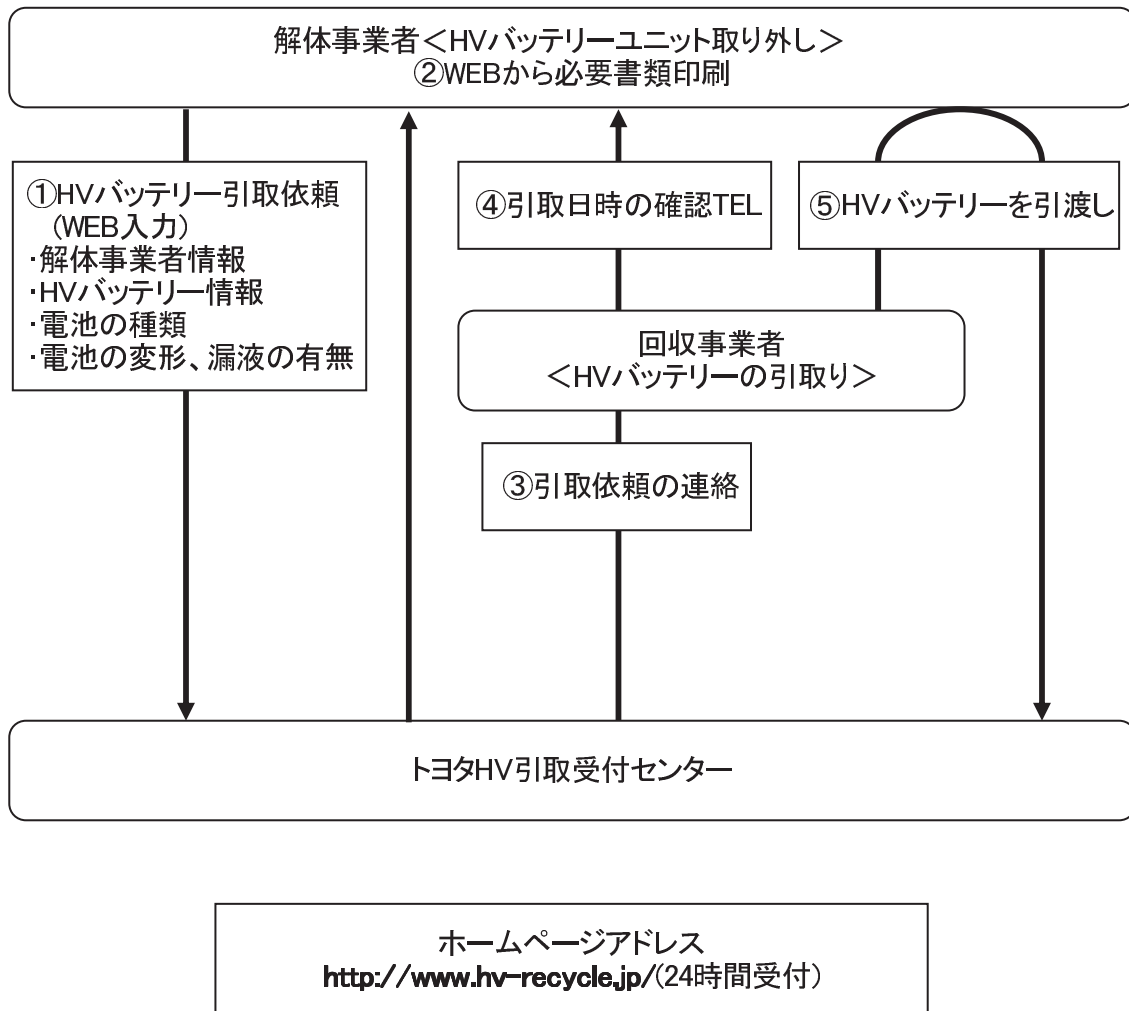 解体事業者＜HVバッテリーユニット取り外し＞
②WEBから必要書類印刷
①HVバッテリー引取依頼
(WEB入力)
・解体事業者情報
・HVバッテリー情報
・電池の種類
・電池の変形、漏液の有無
④引取日時の確認TEL
⑤HVバッテリーを引渡し
回収事業者
＜HVバッテリーの引取り＞
③引取依頼の連絡
トヨタHV引取受付センター
ホームページアドレス
http://www.hv-recycle.jp/(24時間受付)